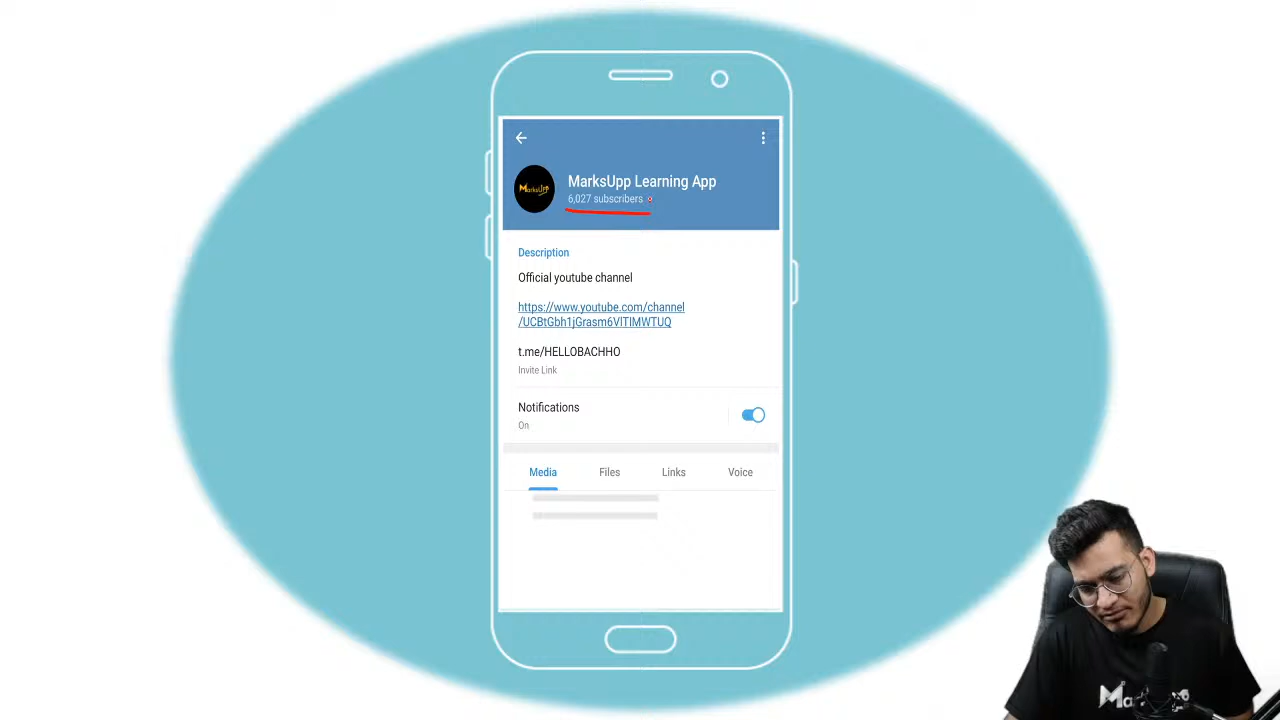 MarksUpp Learning App
MarksUpp
6,027 subscribers
Description
Official youtube channel
https://www.youtube.com/channel
/UCBtGbh1jGrasm6VlTIMWTUQ
t.me/HELLOBACHHO
Invite Link
Notifications
On
Media Files Links Voice